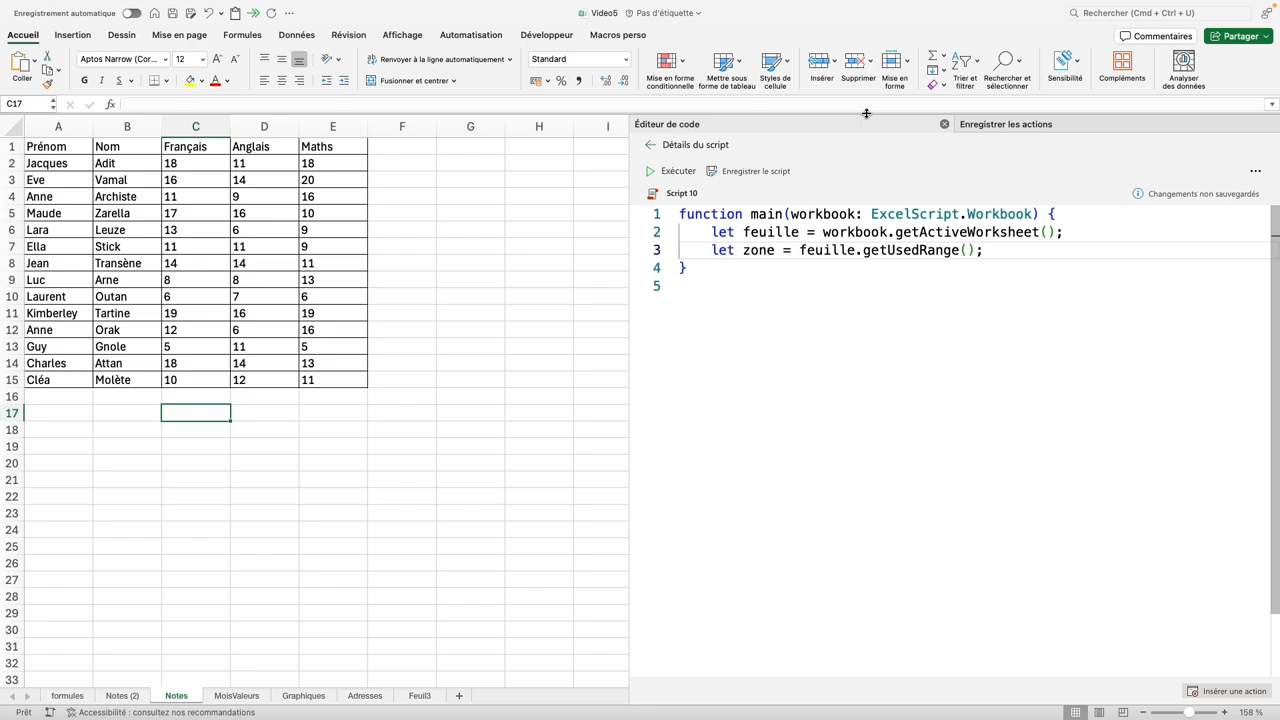 Enregistrement automatique
Video5
Pas d'étiquette
Rechercher (Cmd + Ctrl + U)
Accueil Insertion Dessin Mise en page Formules Données Révision Affichage Automatisation Développeur Macros perso
Commentaires
Partager
Coller
Aptos Narrow (Cor...
12
A A
G I S
Renvoyer à la ligne automatiquement
Fusionner et centrer
Standard
Mise en forme conditionnelle
Mettre sous forme de tableau
Styles de cellule
Insérer
Supprimer
Mise en forme
Trier et filtrer
Rechercher et sélectionner
Sensibilité
Compléments
Analyser des données
C17
fx
A B C D E F G H I
1 Prénom Nom Français Anglais Maths
2 Jacques Adit 18 11 18
3 Eve Vamal 16 14 20
4 Anne Archiste 11 9 16
5 Maude Zarella 17 16 10
6 Lara Leuze 13 6 9
7 Ella Stick 11 11 9
8 Jean Transène 14 14 11
9 Luc Arne 8 8 13
10 Laurent Outan 6 7 6
11 Kimberley Tartine 19 16 19
12 Anne Orak 12 6 16
13 Guy Gnole 5 11 5
14 Charles Attan 18 14 13
15 Cléa Molète 10 12 11
16
17
18
19
20
21
22
23
24
25
26
27
28
29
30
31
32
33
Éditeur de code
Enregistrer les actions
Détails du script
Exécuter
Enregistrer le script
Script 10
Changements non sauvegardés
1 function main(workbook: ExcelScript.Workbook) {
2 let feuille = workbook.getActiveWorksheet();
3 let zone = feuille.getUsedRange();
4 }
5
Insérer une action
formules Notes (2) Notes MoisValeurs Graphiques Adresses Feuil3
Prêt
Accessibilité : consultez nos recommandations
158 %